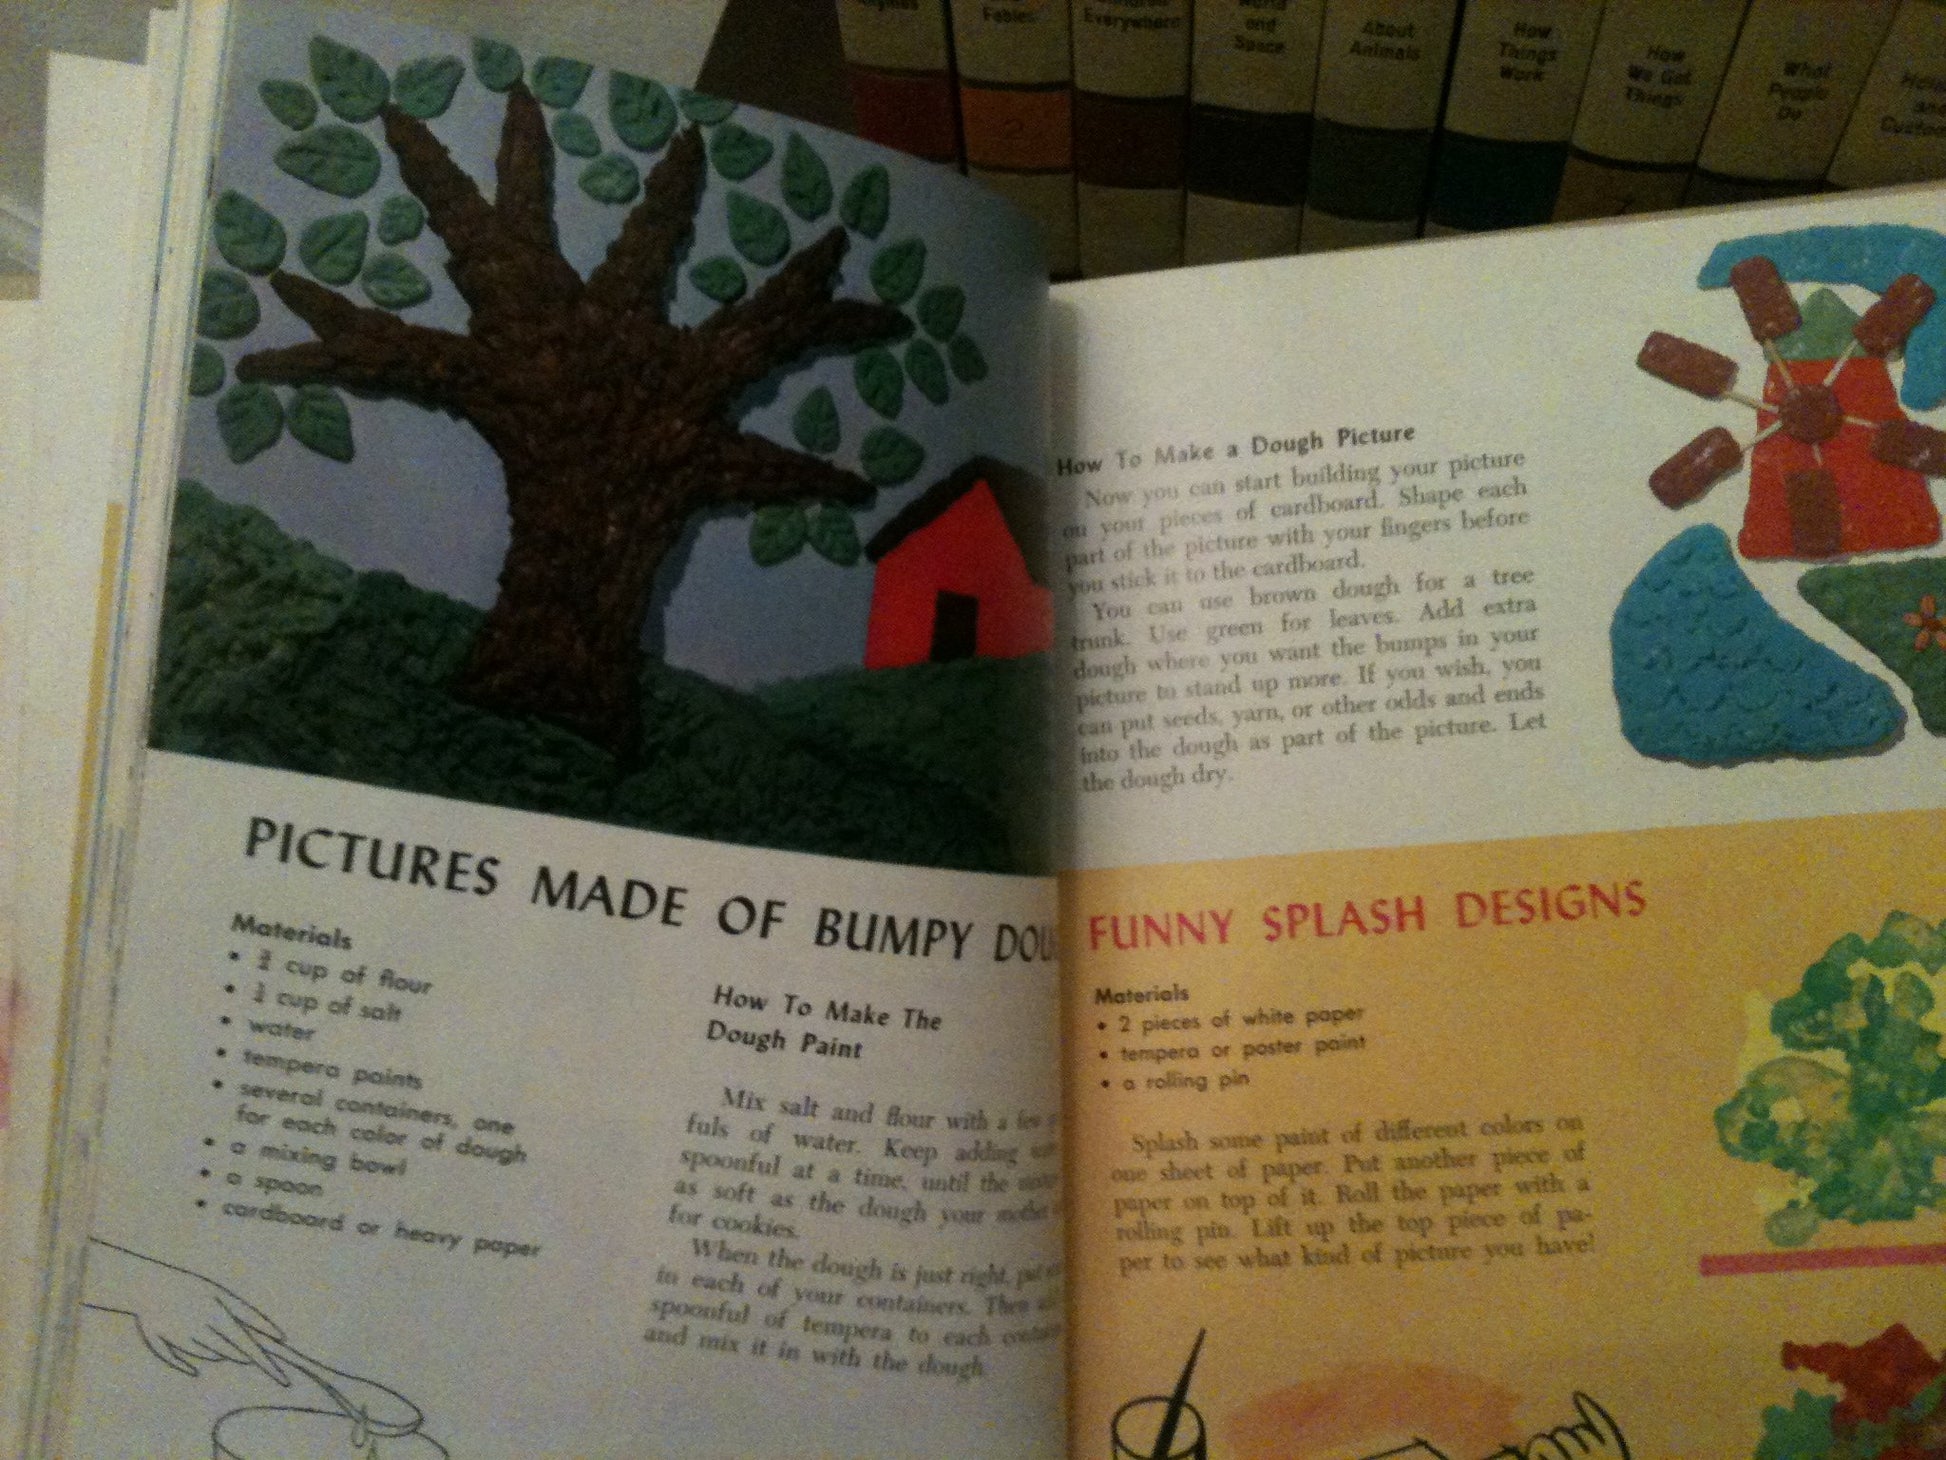 Fables
Everywhere
and
Space
About
Animals
How
Things
Work
How
We Get
Things
What
People
Do
and
PICTURES MADE OF BUMPY
Materials
• cup of flour
• cup of salt
• water
• tempera paints
• several containers, one
for each color of dough
• a mixing bowl
• a spoon
• cardboard or heavy paper
How To Make The
Dough Paint
Mix salt and flour with a few
fuls of water. Keep adding
spoonful at a time, until the
as soft as the dough your mother
for cookies.
When the dough is just right, put
in each of your containers. Then
spoonful of tempera to each
and mix it in with the dough
How To Make a Dough Picture
Now you can start building your picture
on your pieces of cardboard. Shape each
part of the picture with your fingers before
you stick it to the cardboard.
You can use brown dough for a tree
trunk. Use green for leaves. Add extra
dough where you want the bumps in your
picture to stand up more. If you wish, you
can put seeds, yarn, or other odds and ends
into the dough as part of the picture. Let
the dough dry.
FUNNY SPLASH DESIGNS
Materials
• 2 pieces of white paper
• tempera or poster paint
• a rolling pin
Splash some paint of different colors on
one sheet of paper. Put another piece of
paper on top of it. Roll the paper with a
rolling pin. Lift up the top piece of pa-
per to see what kind of picture you have!